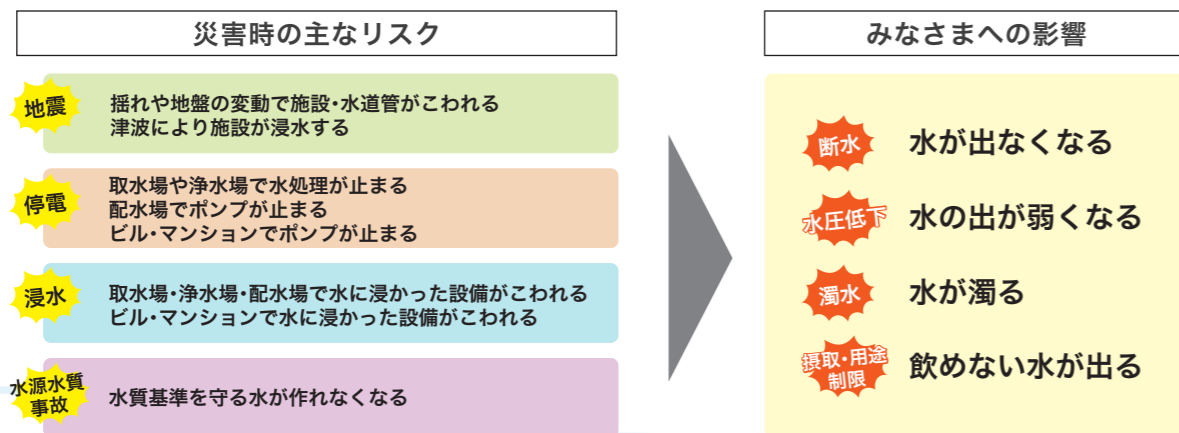 災害時の主なリスク
地震
揺れや地盤の変動で施設・水道管がこわれる
津波により施設が浸水する
停電
取水場や浄水場で水処理が止まる
配水場でポンプが止まる
ビル・マンションでポンプが止まる
浸水
取水場・浄水場・配水場で水に浸かった設備がこわれる
ビル・マンションで水に浸かった設備がこわれる
水源水質
事故
水質基準を守る水が作れなくなる
みなさまへの影響
断水
水が出なくなる
水圧低下
水の出が弱くなる
濁水
水が濁る
摂取・用途
制限
飲めない水が出る